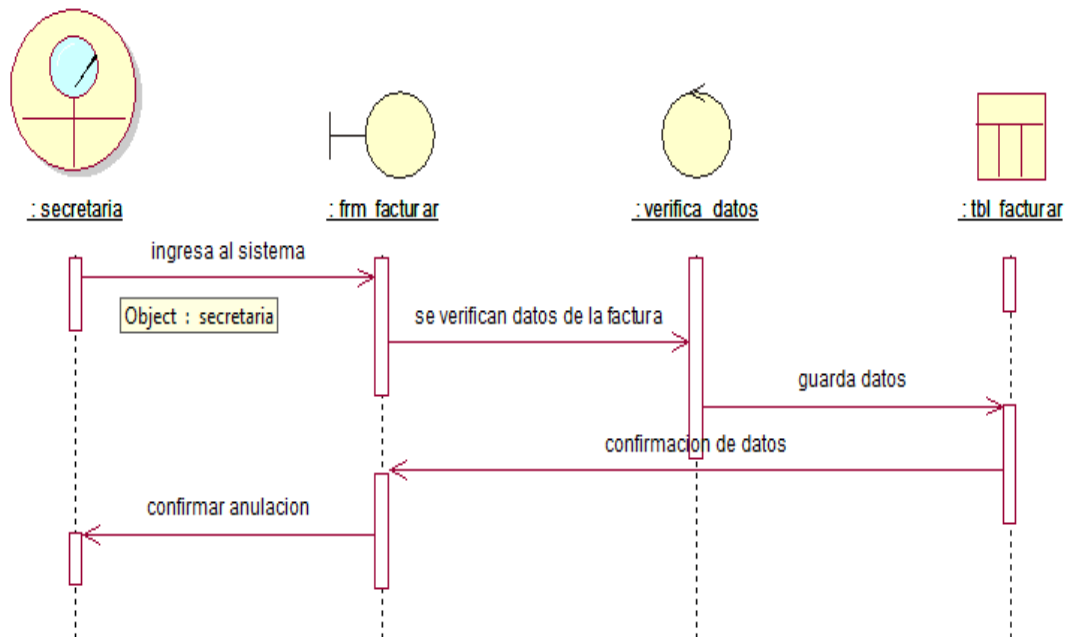 : secretaria
: frm_facturar
: verifica_datos
: tbl_facturar
ingresa al sistema
Object : secretaria
se verifican datos de la factura
guarda datos
confirmacion de datos
confirmar anulacion